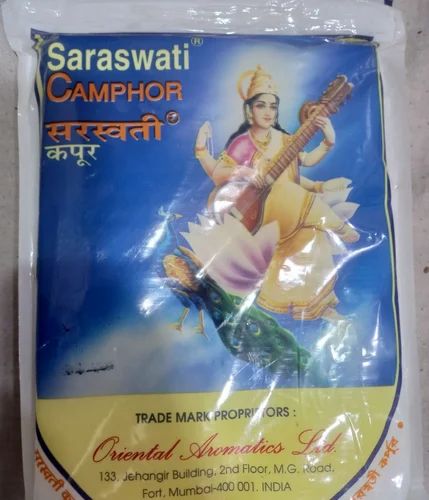 Saraswati®
CAMPHOR
सरस्वती
कपूर
TRADE MARK PROPRIETORS :
Oriental Aromatics Ltd.
133, Jehangir Building, 2nd Floor, M.G. Road,
Fort, Mumbai-400 001. INDIA